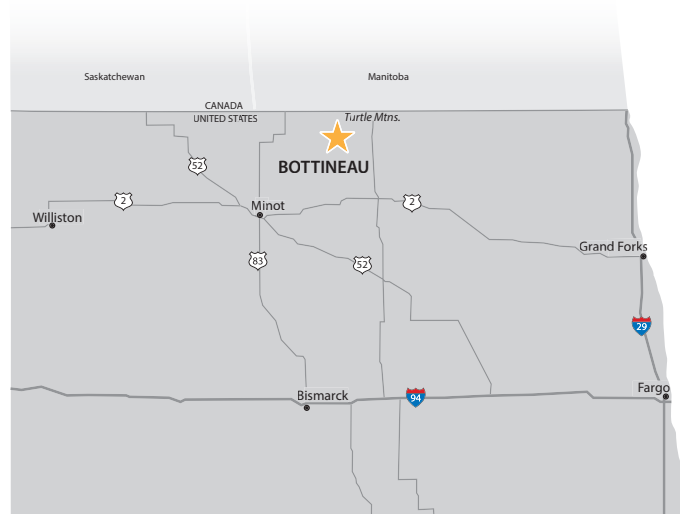 Saskatchewan
Manitoba
CANADA
UNITED STATES
Turtle Mtns.
52
BOTTINEAU
2
Minot
2
Williston
Grand Forks
83
52
29
Fargo
Bismarck
94